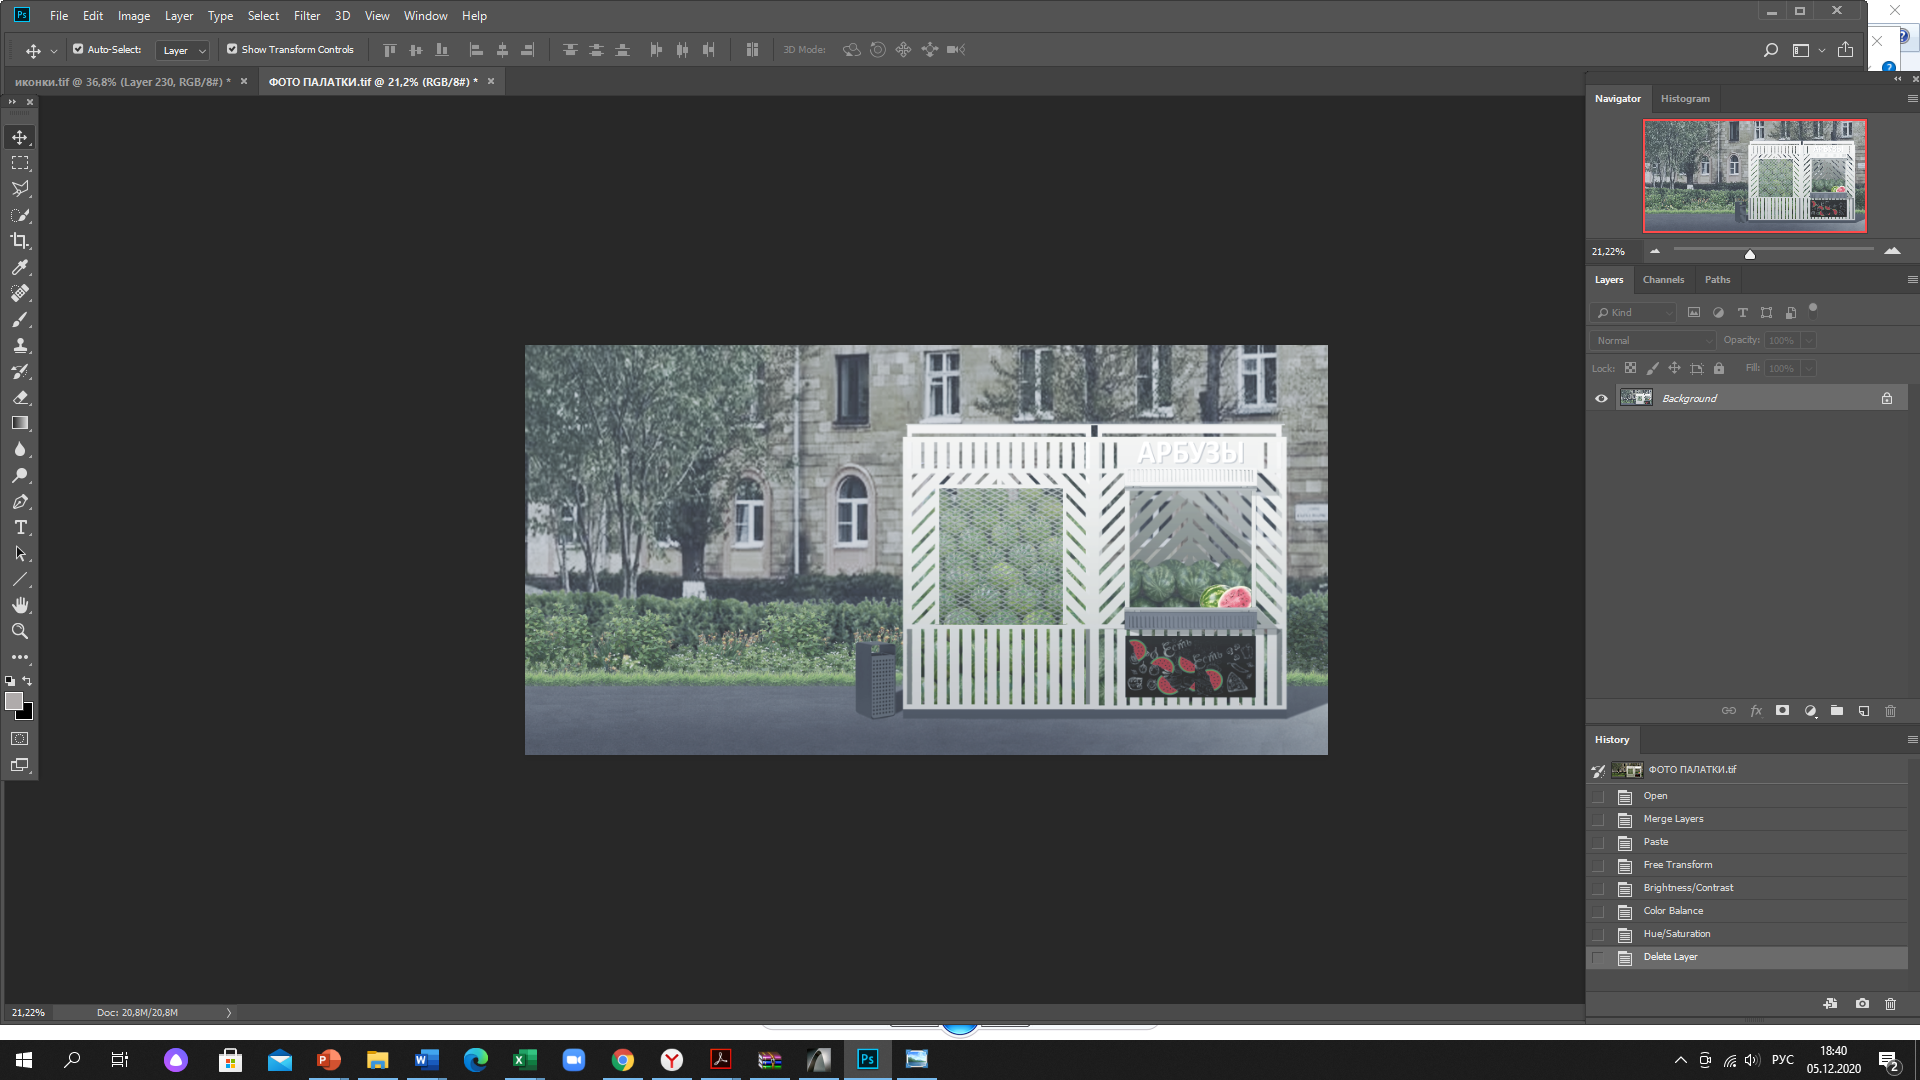 File Edit Image Layer Type Select Filter 3D View Window Help
Auto-Select: Layer Show Transform Controls 3D Mode:
иконки.tif @ 36,8% (Layer 230, RGB/8#) * ФОТО ПАЛАТКИ.tif @ 21,2% (RGB/8#) *
Navigator Histogram
21,22%
Layers Channels Paths
Kind
Normal Opacity: 100%
Lock: Fill: 100%
Background
АРБУЗЫ
Есть
History
ФОТО ПАЛАТКИ.tif
Open
Merge Layers
Paste
Free Transform
Brightness/Contrast
Color Balance
Hue/Saturation
Delete Layer
21,22% Doc: 20,8M/20,8M
РУС 18:40
05.12.2020
2